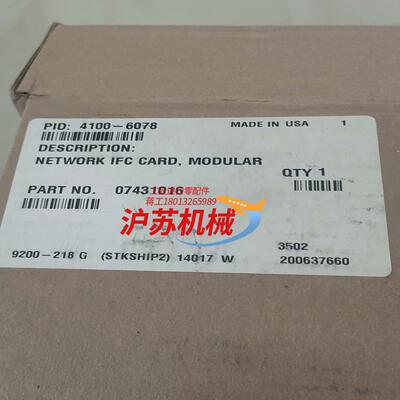 PID: 4100-6078
MADE IN USA 1
DESCRIPTION:
NETWORK IFC CARD, MODULAR
QTY 1
PART NO. 07431016
零配件
蒋工18013265989
沪苏机械
9200-218 G (STKSHIP2) 14017 W
3502
200637660